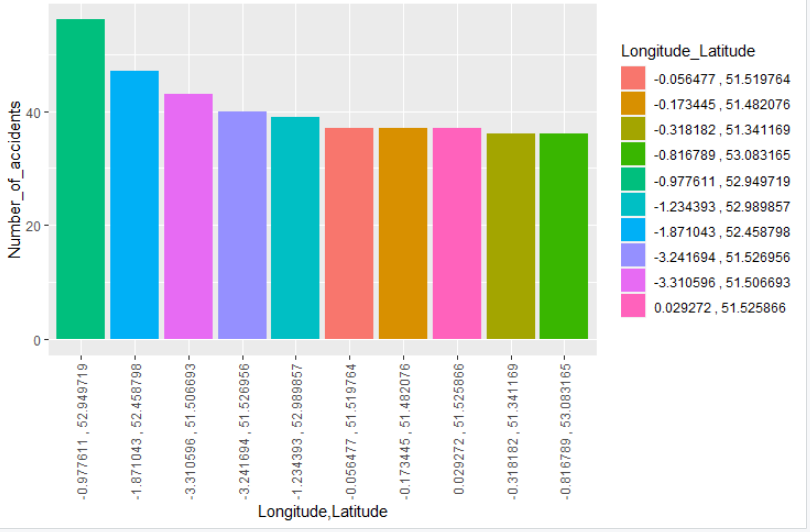 Number_of_accidents
40
20
0
-0.977611 , 52.949719
-1.871043 , 52.458798
-3.310596 , 51.506693
-3.241694 , 51.526956
-1.234393 , 52.989857
-0.056477 , 51.519764
-0.173445 , 51.482076
0.029272 , 51.525866
-0.318182 , 51.341169
-0.816789 , 53.083165
Longitude,Latitude
Longitude_Latitude
-0.056477 , 51.519764
-0.173445 , 51.482076
-0.318182 , 51.341169
-0.816789 , 53.083165
-0.977611 , 52.949719
-1.234393 , 52.989857
-1.871043 , 52.458798
-3.241694 , 51.526956
-3.310596 , 51.506693
0.029272 , 51.525866